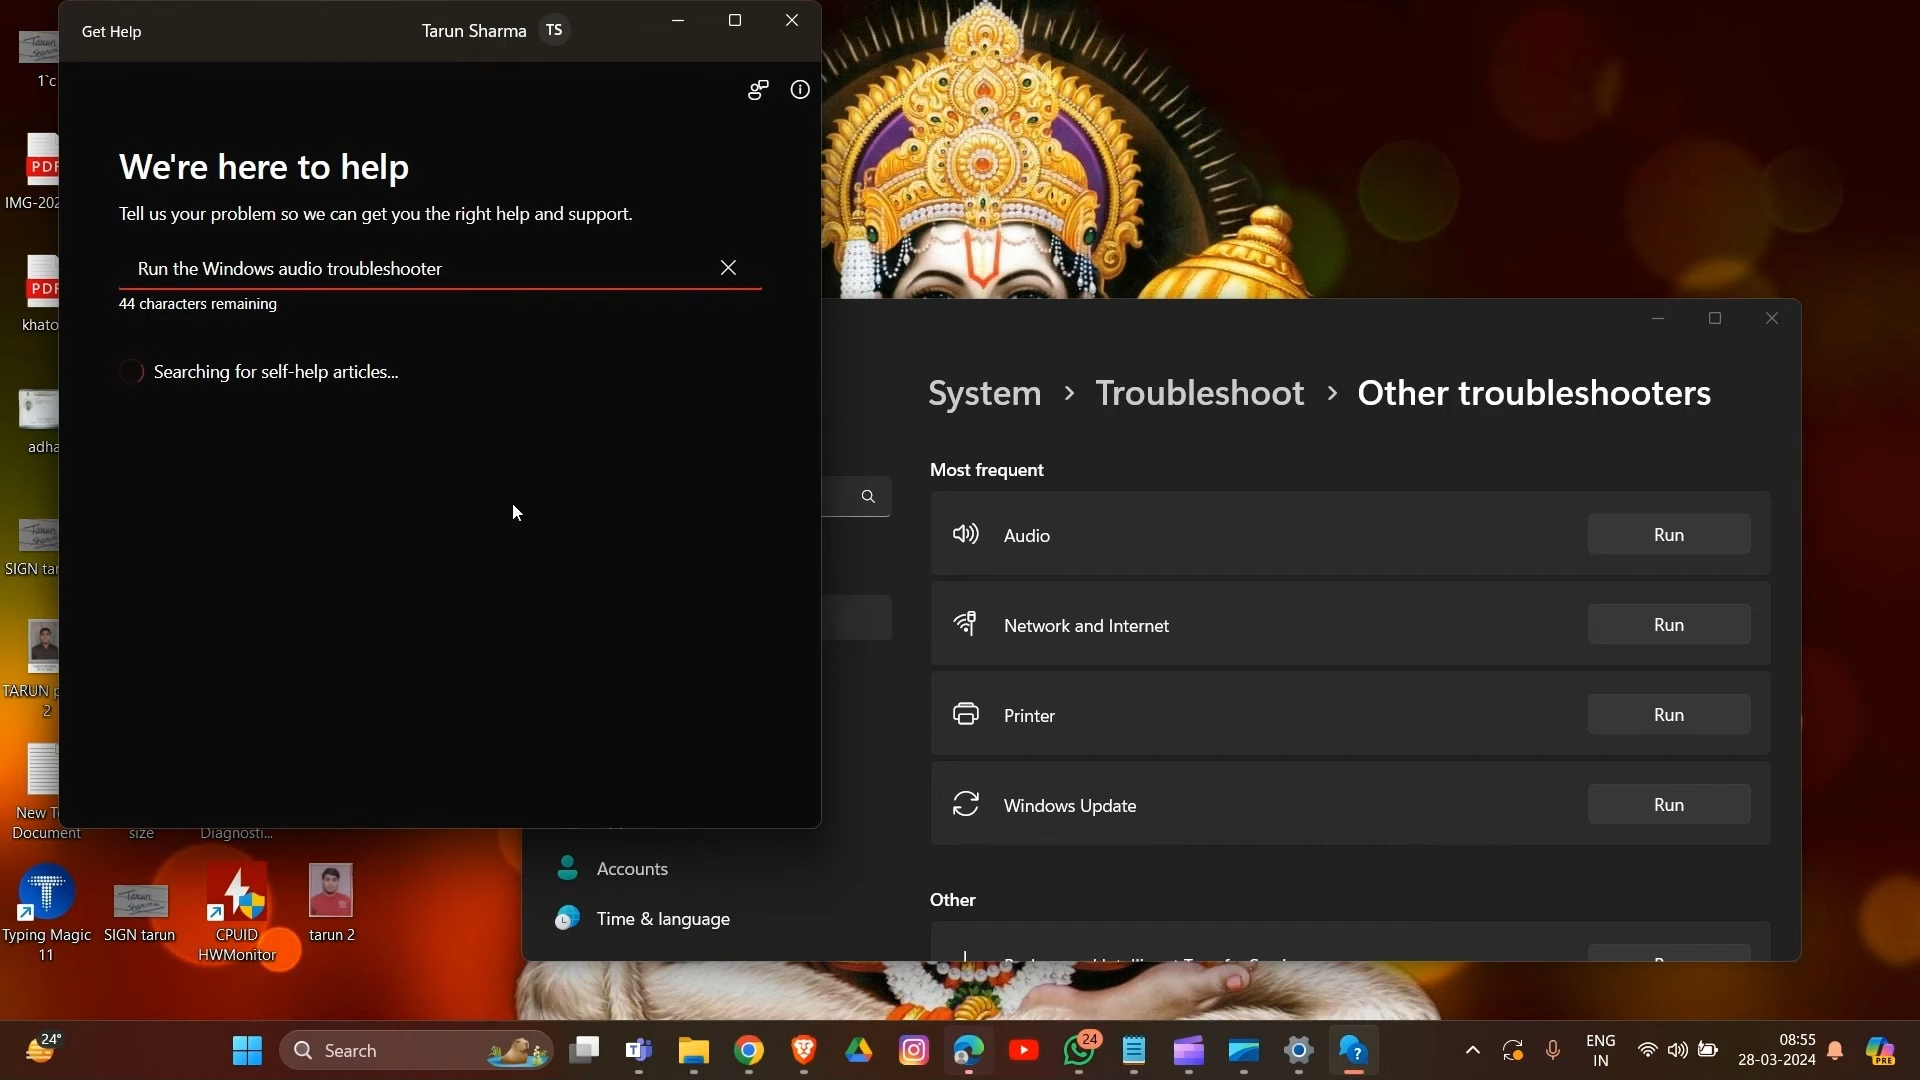 Get Help
Tarun Sharma TS
We're here to help
Tell us your problem so we can get you the right help and support.
Run the Windows audio troubleshooter
44 characters remaining
Searching for self-help articles...
System > Troubleshoot > Other troubleshooters
Most frequent
Audio Run
Network and Internet Run
Printer Run
Windows Update Run
Other
Accounts
Time & language
1`c
PDF
IMG-202
PDF
khato
adha
SIGN tar
TARUN p
2
New Te
Document
size
Diagnosti...
Typing Magic
11
SIGN tarun
CPUID
HWMonitor
tarun 2
24°
Search
24
ENG
IN
08:55
28-03-2024
PRE